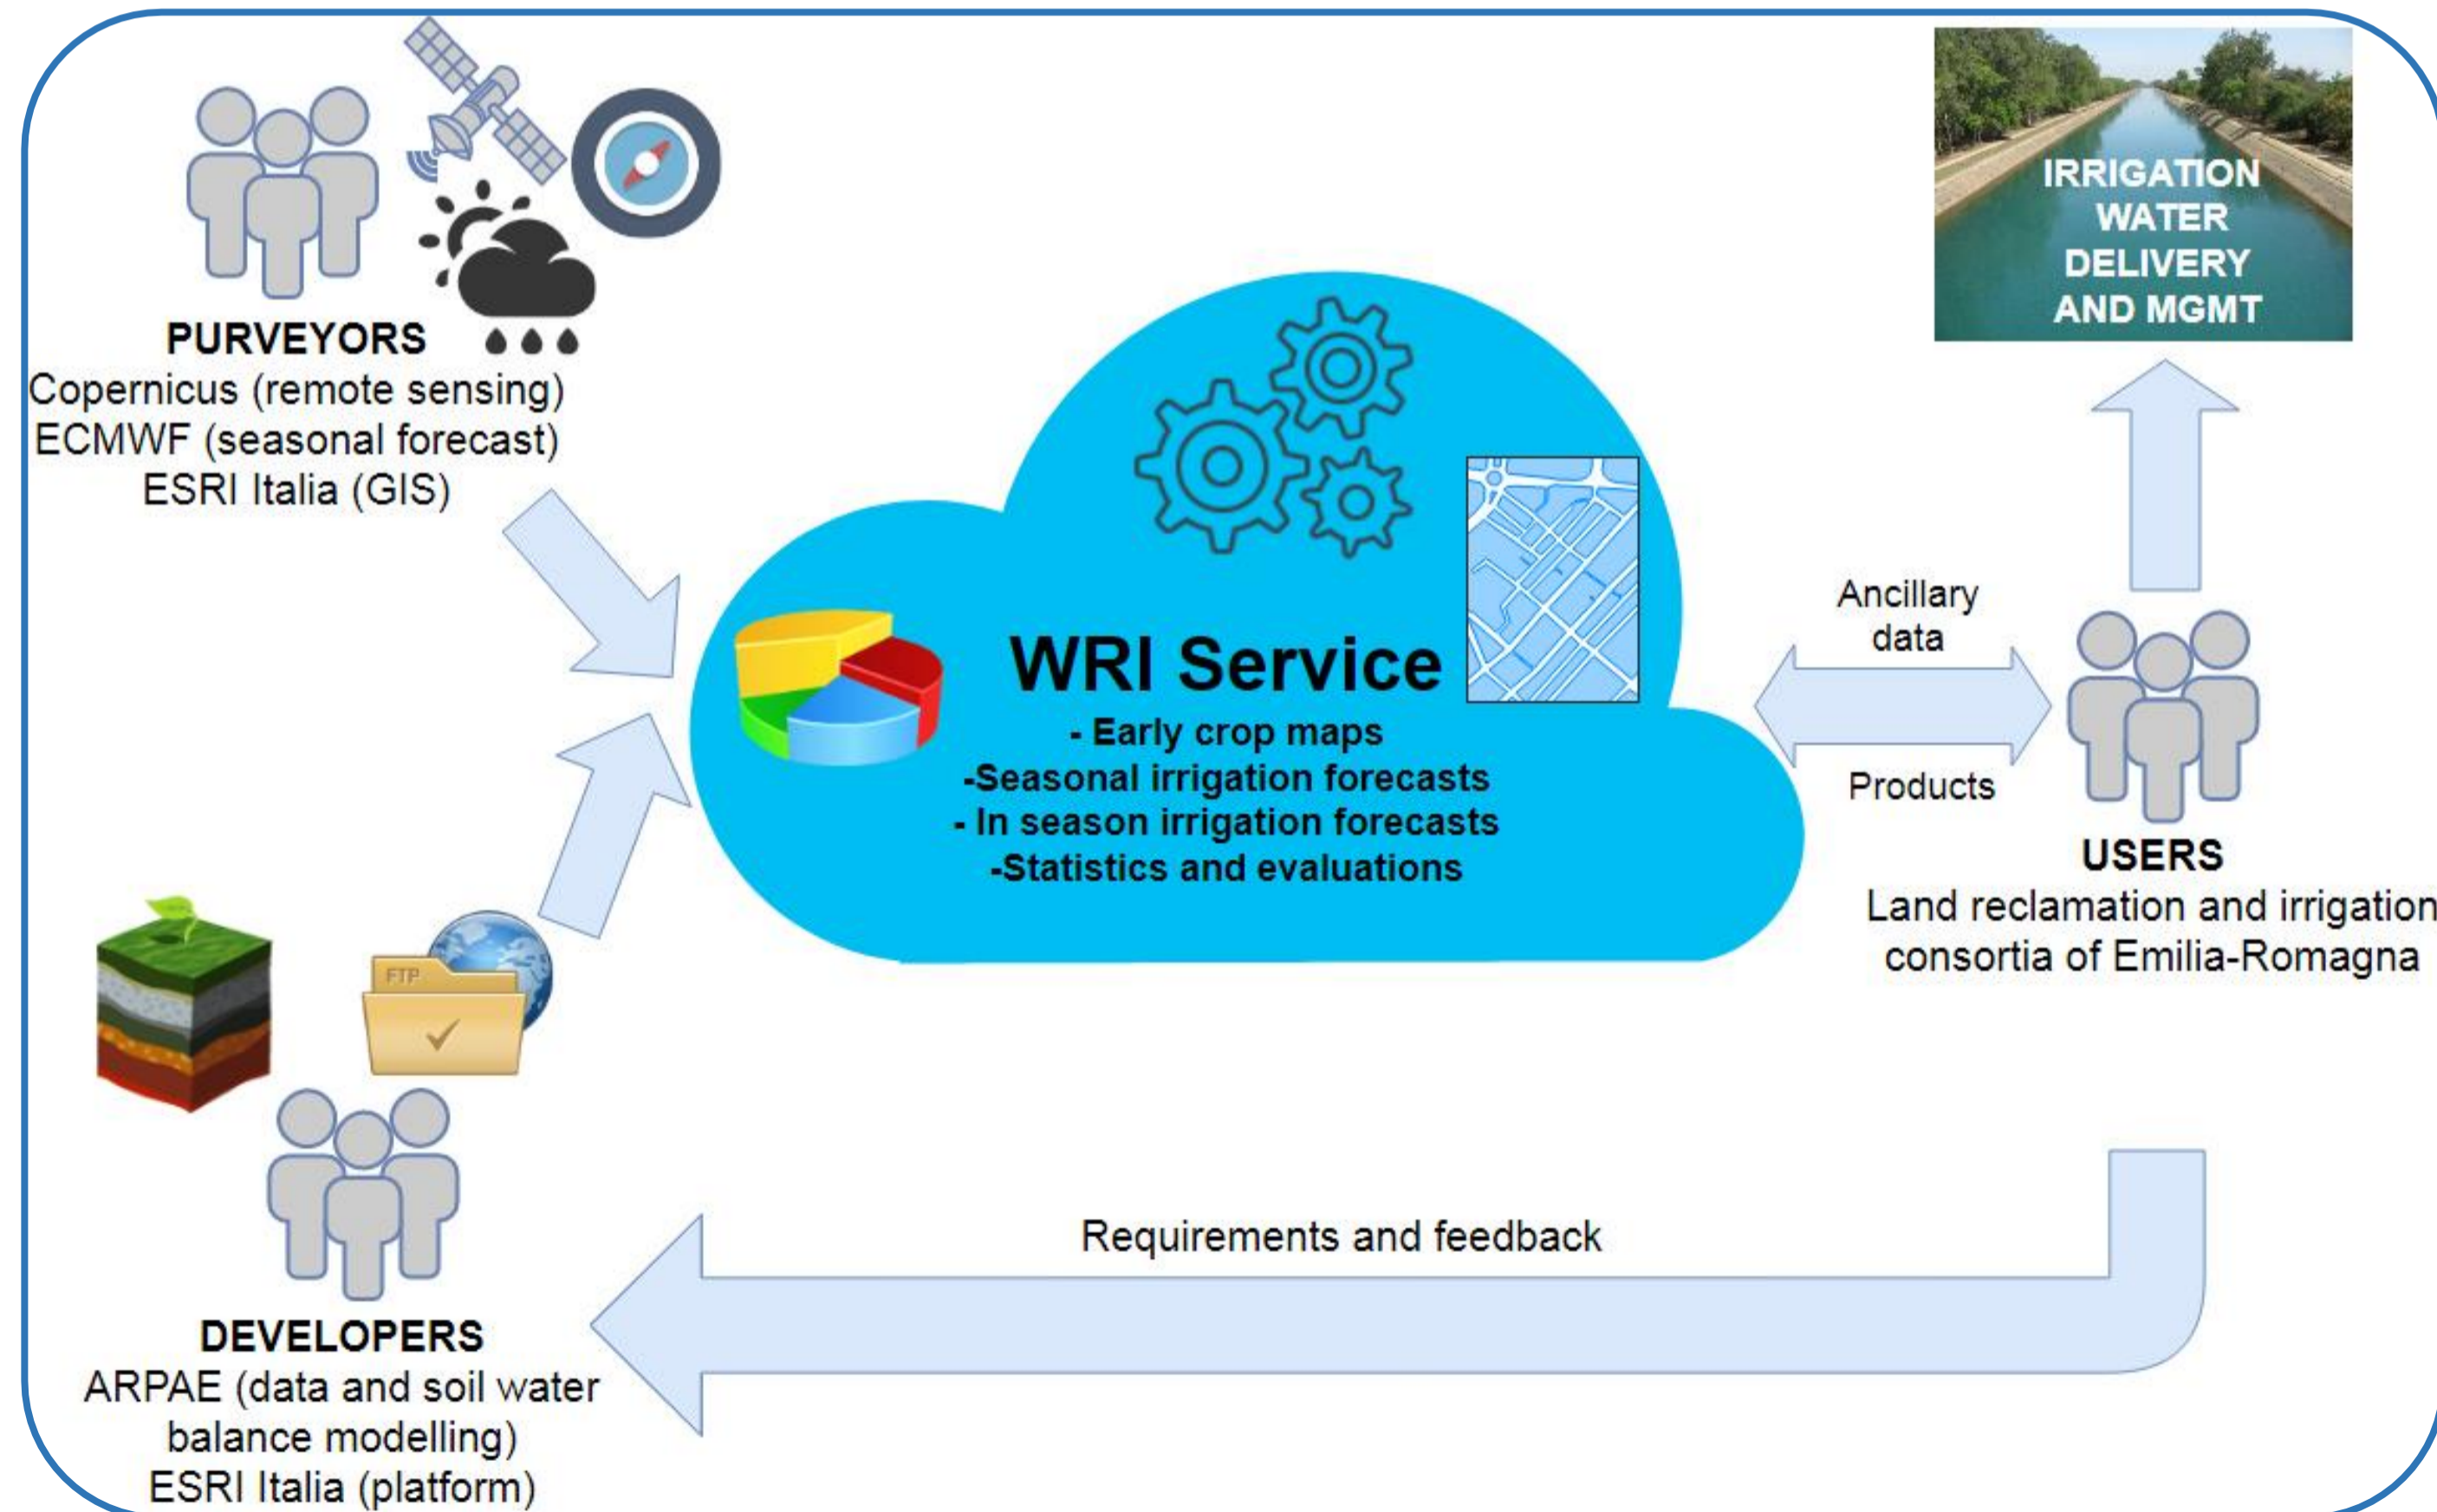 PURVEYORS
Copernicus (remote sensing)
ECMWF (seasonal forecast)
ESRI Italia (GIS)
IRRIGATION
WATER
DELIVERY
AND MGMT
WRI Service
- Early crop maps
-Seasonal irrigation forecasts
- In season irrigation forecasts
-Statistics and evaluations
Ancillary
data
Products
USERS
Land reclamation and irrigation
consortia of Emilia-Romagna
FTP
Requirements and feedback
DEVELOPERS
ARPAE (data and soil water
balance modelling)
ESRI Italia (platform)